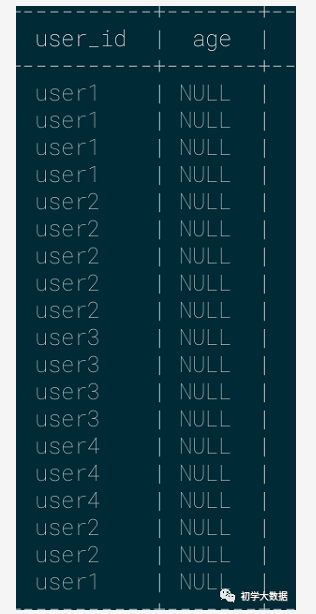 user_id | age |
user1 | NULL |
user1 | NULL |
user1 | NULL |
user1 | NULL |
user2 | NULL |
user2 | NULL |
user2 | NULL |
user2 | NULL |
user2 | NULL |
user3 | NULL |
user3 | NULL |
user3 | NULL |
user3 | NULL |
user4 | NULL |
user4 | NULL |
user4 | NULL |
user2 | NULL |
user2 | NULL |
user1 | NULL
初学大数据